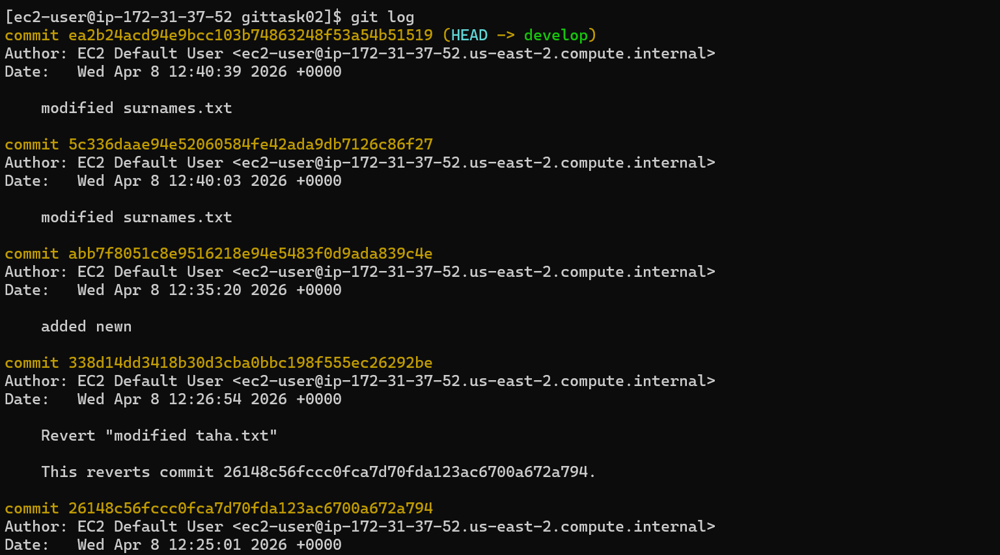 [ec2-user@ip-172-31-37-52 gittask02]$ git log
commit ea2b24acd94e9bcc103b74863248f53a54b51519 (HEAD -> develop)
Author: EC2 Default User <ec2-user@ip-172-31-37-52.us-east-2.compute.internal>
Date:   Wed Apr 8 12:40:39 2026 +0000

    modified surnames.txt

commit 5c336daae94e52060584fe42ada9db7126c86f27
Author: EC2 Default User <ec2-user@ip-172-31-37-52.us-east-2.compute.internal>
Date:   Wed Apr 8 12:40:03 2026 +0000

    modified surnames.txt

commit abb7f8051c8e9516218e94e5483f0d9ada839c4e
Author: EC2 Default User <ec2-user@ip-172-31-37-52.us-east-2.compute.internal>
Date:   Wed Apr 8 12:35:20 2026 +0000

    added newn

commit 338d14dd3418b30d3cba0bbc198f555ec26292be
Author: EC2 Default User <ec2-user@ip-172-31-37-52.us-east-2.compute.internal>
Date:   Wed Apr 8 12:26:54 2026 +0000

    Revert "modified taha.txt"

    This reverts commit 26148c56fccc0fca7d70fda123ac6700a672a794.

commit 26148c56fccc0fca7d70fda123ac6700a672a794
Author: EC2 Default User <ec2-user@ip-172-31-37-52.us-east-2.compute.internal>
Date:   Wed Apr 8 12:25:01 2026 +0000